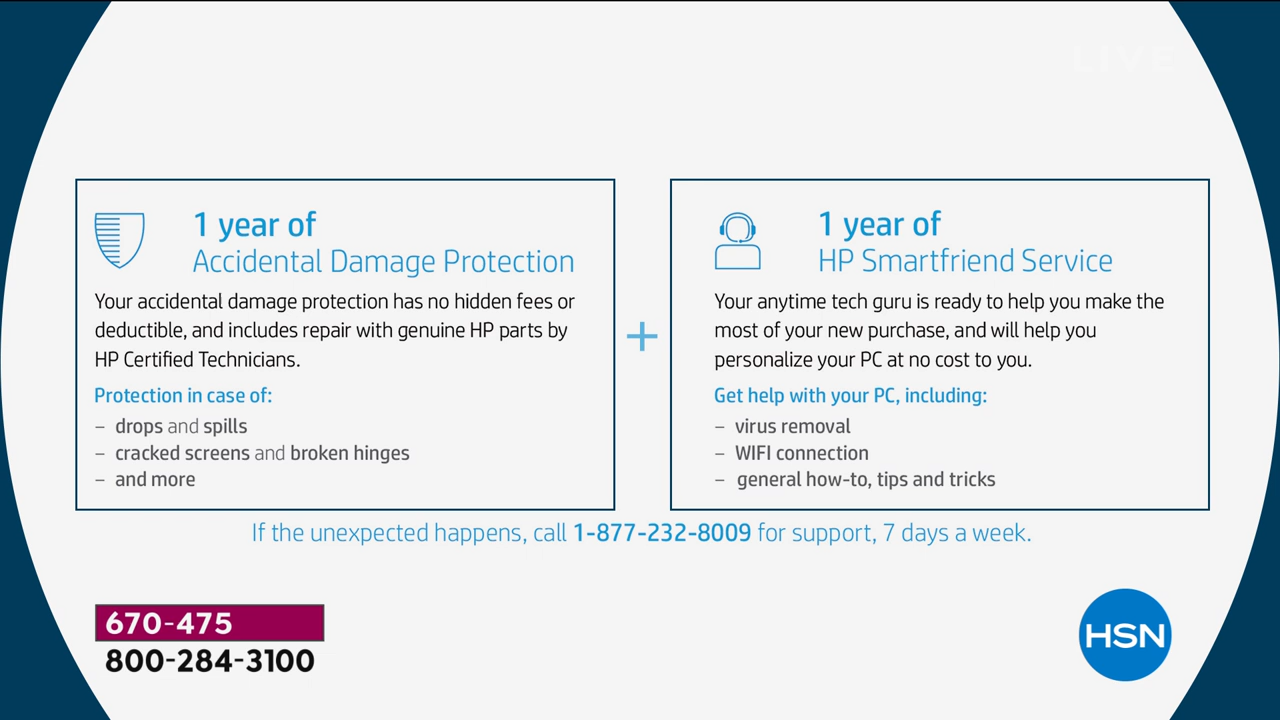 LIVE
1 year of
Accidental Damage Protection
Your accidental damage protection has no hidden fees or
deductible, and includes repair with genuine HP parts by
HP Certified Technicians.
Protection in case of:
– drops and spills
– cracked screens and broken hinges
– and more
+
1 year of
HP Smartfriend Service
Your anytime tech guru is ready to help you make the
most of your new purchase, and will help you
personalize your PC at no cost to you.
Get help with your PC, including:
– virus removal
– WIFI connection
– general how-to, tips and tricks
If the unexpected happens, call 1-877-232-8009 for support, 7 days a week.
670-475
800-284-3100
HSN